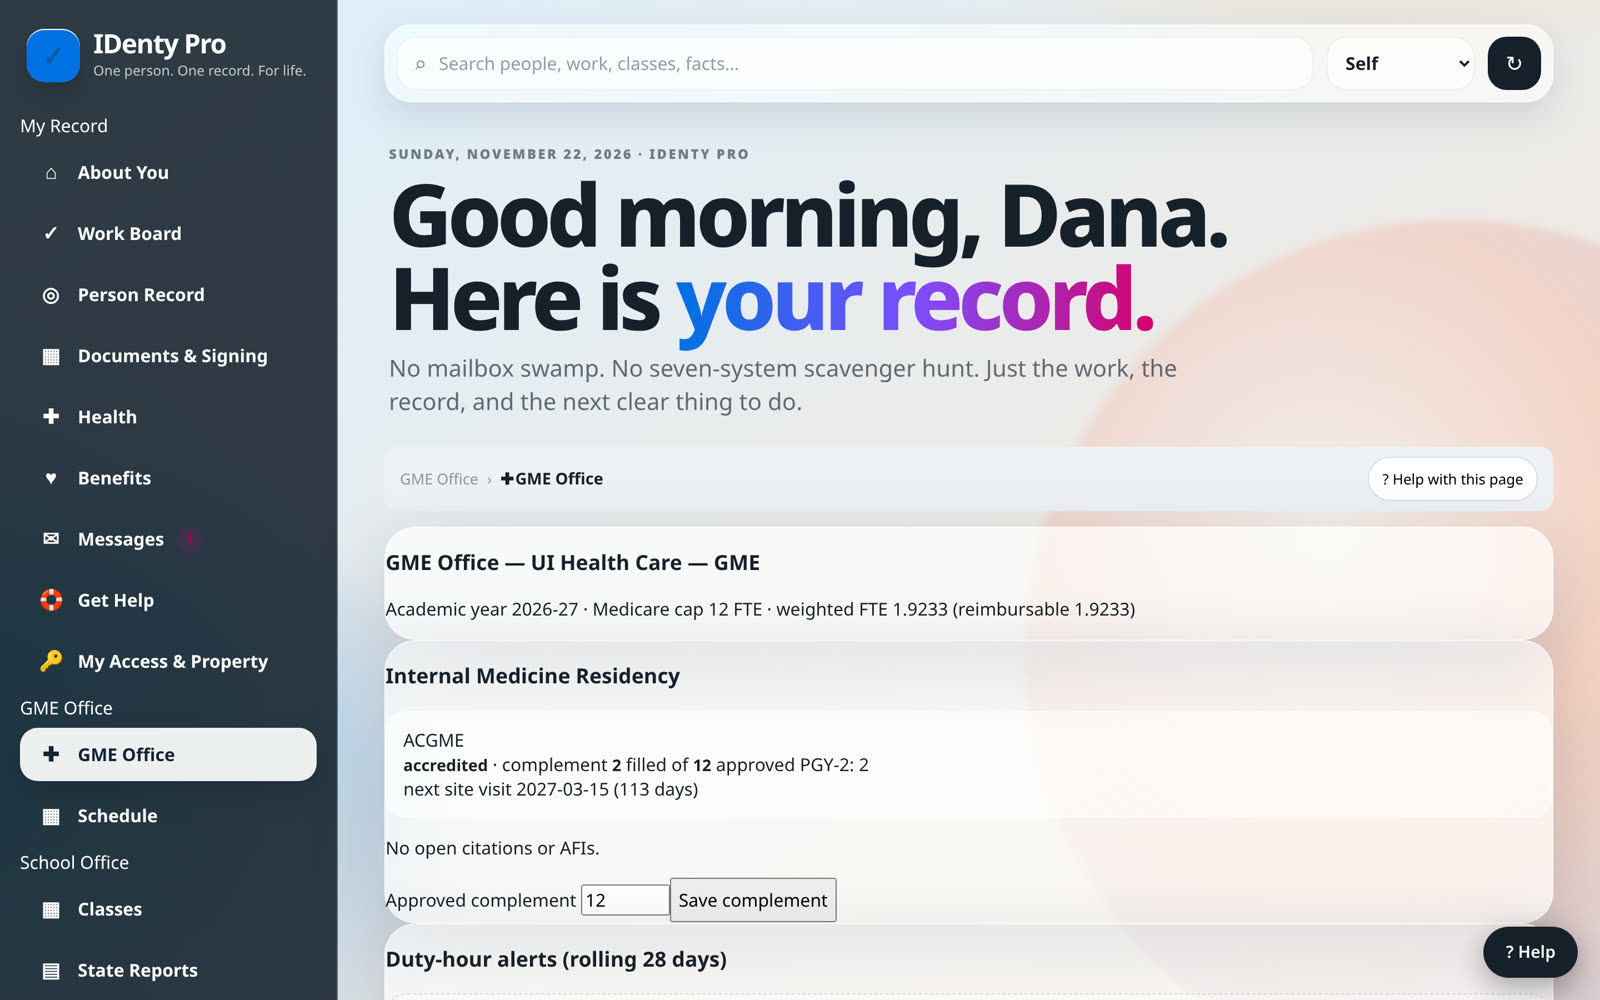 IDenty Pro
One person. One record. For life.
My Record
About You
Work Board
Person Record
Documents & Signing
Health
Benefits
Messages
Get Help
My Access & Property
GME Office
GME Office
Schedule
School Office
Classes
State Reports
Search people, work, classes, facts...
Self
SUNDAY, NOVEMBER 22, 2026 · IDENTY PRO
Good morning, Dana.
Here is your record.
No mailbox swamp. No seven-system scavenger hunt. Just the work, the
record, and the next clear thing to do.
GME Office › ✚GME Office
? Help with this page
GME Office — UI Health Care — GME
Academic year 2026-27 · Medicare cap 12 FTE · weighted FTE 1.9233 (reimbursable 1.9233)
Internal Medicine Residency
ACGME
accredited · complement 2 filled of 12 approved PGY-2: 2
next site visit 2027-03-15 (113 days)
No open citations or AFIs.
Approved complement 12 Save complement
Duty-hour alerts (rolling 28 days)
? Help